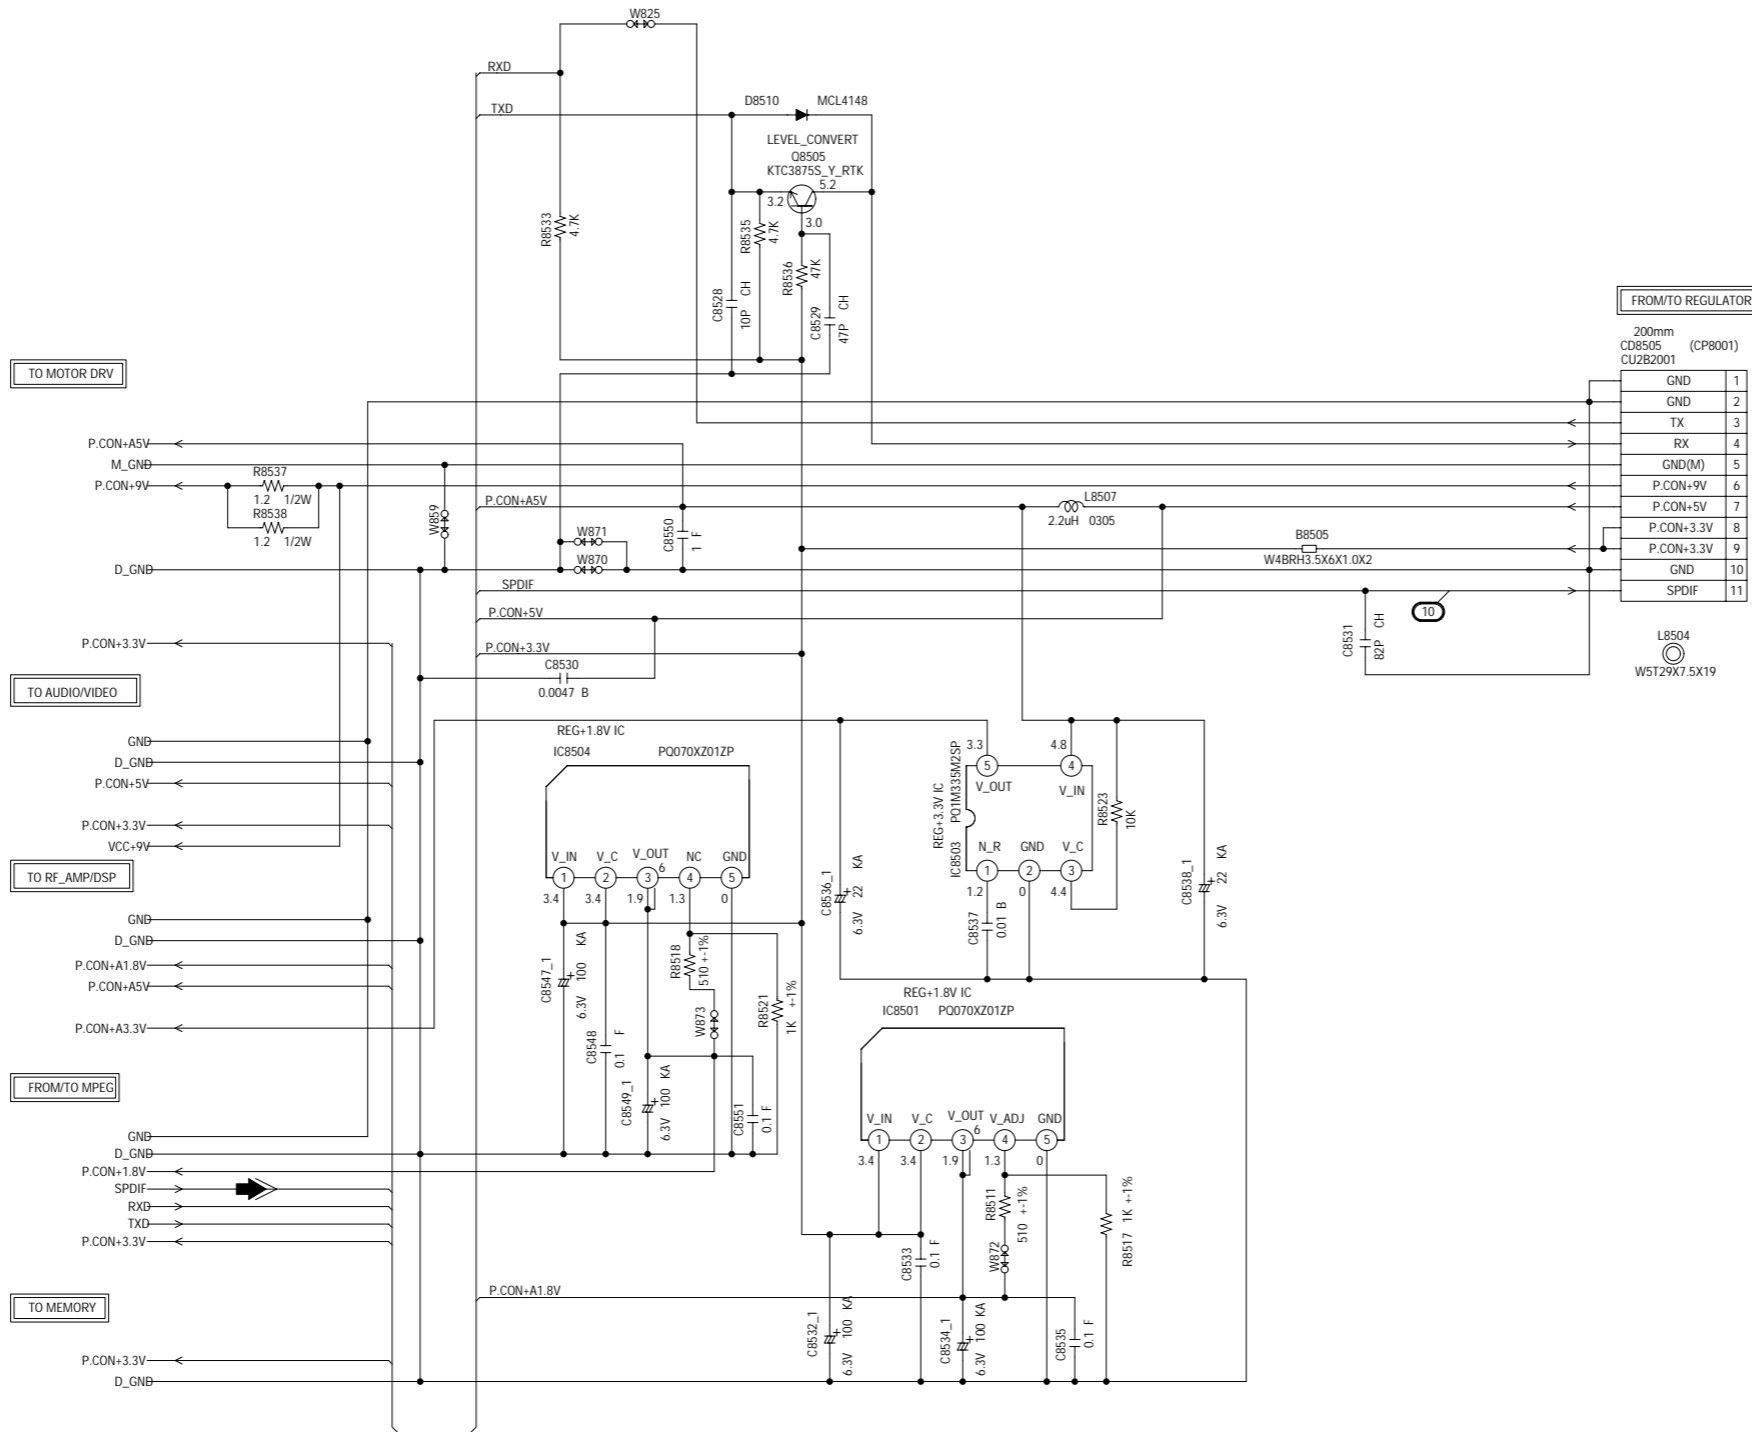 W825
RXD
TXD
D8510 MCL4148
LEVEL_CONVERT
Q8505
KTC3875S_Y_RTK
5.2
3.2
3.0
R8533
4.7K
R8535
4.7K
R8536
47K
C8528
10P CH
C8529
47P CH
FROM/TO REGULATOR
200mm
CD8505 (CP8001)
CU2B2001
GND 1
GND 2
TX 3
RX 4
GND(M) 5
P.CON+9V 6
P.CON+5V 7
P.CON+3.3V 8
P.CON+3.3V 9
GND 10
SPDIF 11
TO MOTOR DRV
P.CON+A5V
M_GND
P.CON+9V
R8537
1.2 1/2W
R8538
1.2 1/2W
W859
P.CON+A5V
L8507
2.2uH 0305
C8550
1 F
W871
W870
B8505
W4BRH3.5X6X1.0X2
D_GND
SPDIF
10
P.CON+5V
C8531
82P CH
L8504
W5T29X7.5X19
P.CON+3.3V
P.CON+3.3V
C8530
0.0047 B
TO AUDIO/VIDEO
GND
D_GND
P.CON+5V
P.CON+3.3V
VCC+9V
REG+1.8V IC
IC8504 PQ070XZ01ZP
V_IN V_C V_OUT NC GND
6
1 2 3 4 5
3.4 3.4 1.9 1.3 0
REG+3.3V IC
IC8503 PQ1M335M2SP
3.3 4.8
5 4
V_OUT V_IN
N_R GND V_C
1 2 3
1.2 0 4.4
R8523
10K
C8536_1
6.3V 22 KA
C8537
0.01 B
C8538_1
6.3V 22 KA
TO RF_AMP/DSP
GND
D_GND
P.CON+A1.8V
P.CON+A5V
P.CON+A3.3V
C8547_1
6.3V 100 KA
C8548
0.1 F
R8518
510 +-1%
W873
R8521
1K +-1%
C8549_1
6.3V 100 KA
C8551
0.1 F
REG+1.8V IC
IC8501 PQ070XZ01ZP
V_IN V_C V_OUT V_ADJ GND
6
1 2 3 4 5
3.4 3.4 1.9 1.3 0
FROM/TO MPEG
GND
D_GND
P.CON+1.8V
SPDIF
RXD
TXD
P.CON+3.3V
R8511
510 +-1%
W872
R8517 1K +-1%
C8533
0.1 F
P.CON+A1.8V
C8532_1
6.3V 100 KA
C8534_1
6.3V 100 KA
C8535
0.1 F
TO MEMORY
P.CON+3.3V
D_GND